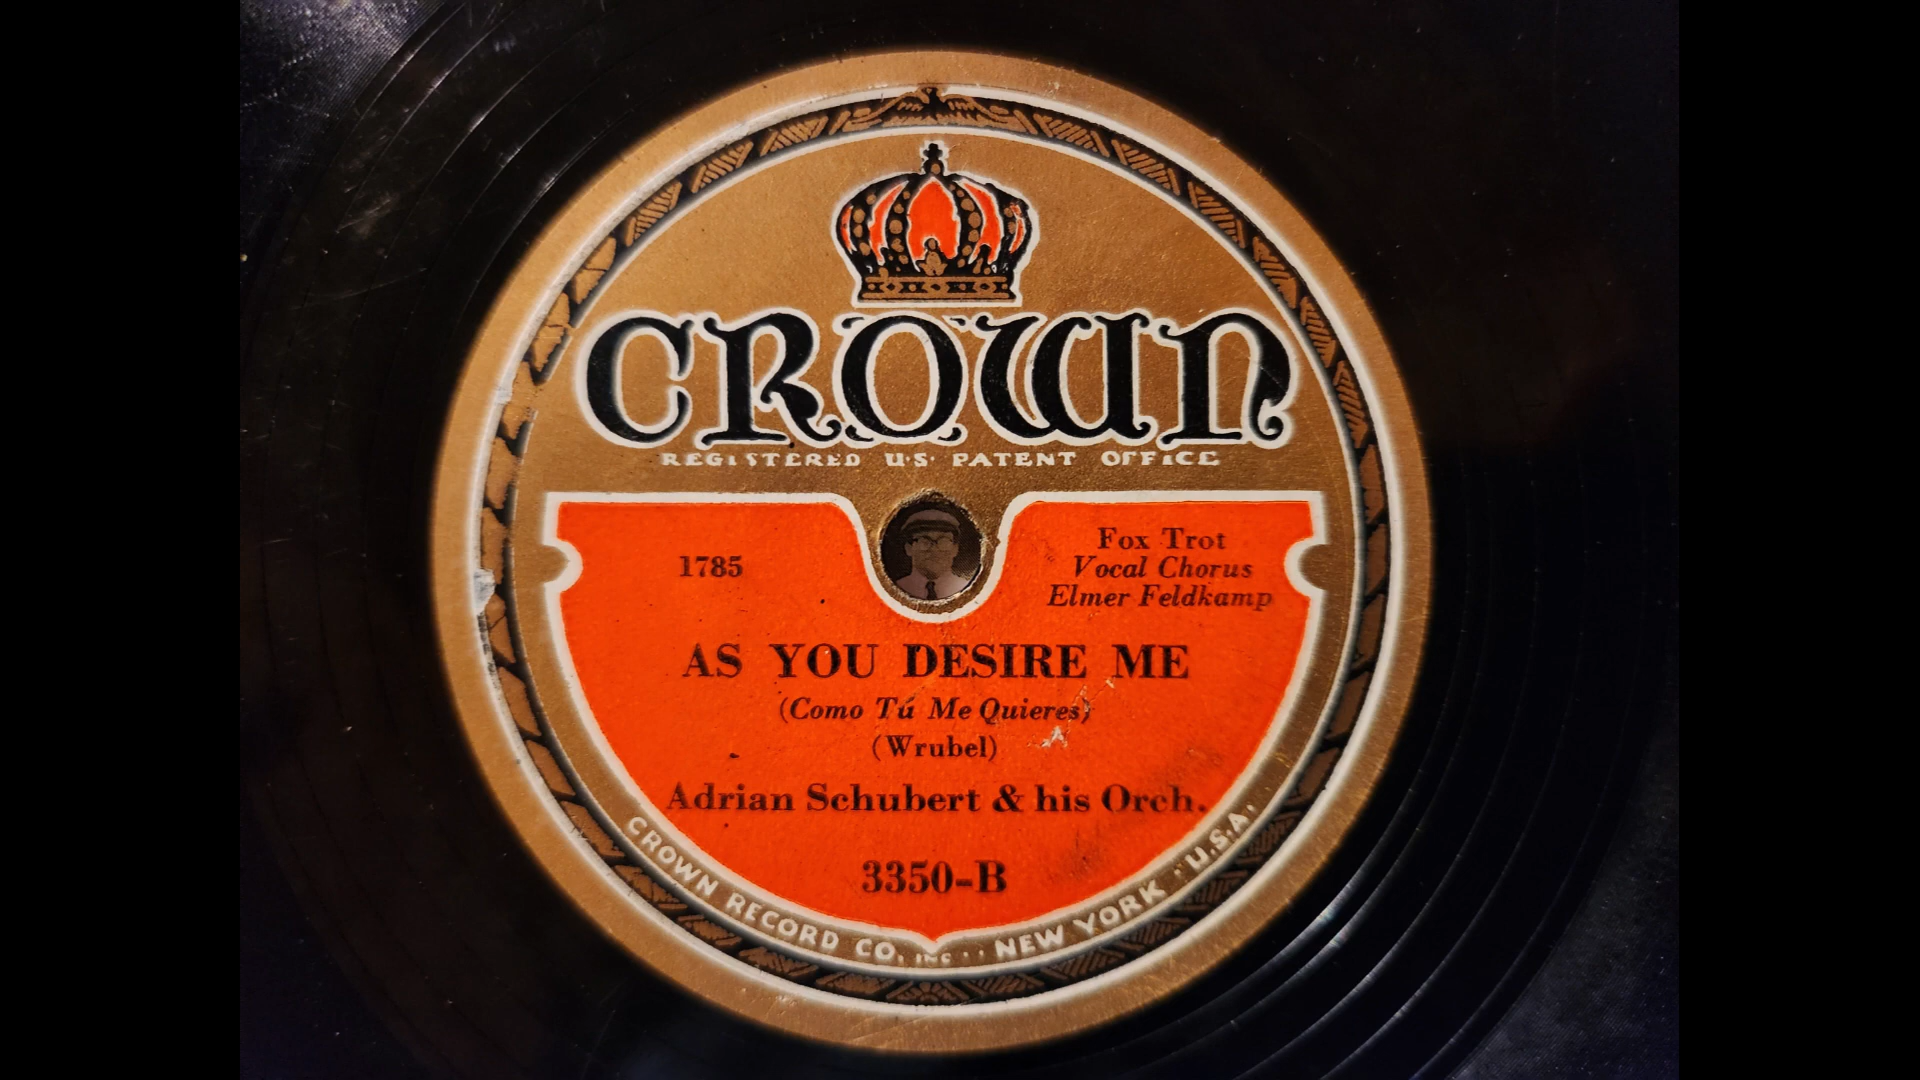 CROWN
REGISTERED U·S· PATENT OFFICE
1785
Fox Trot
Vocal Chorus
Elmer Feldkamp
AS YOU DESIRE ME
(Como Tú Me Quieres)
(Wrubel)
Adrian Schubert & his Orch.
3350-B
CROWN RECORD CO. INC · · NEW YORK · U.S.A.